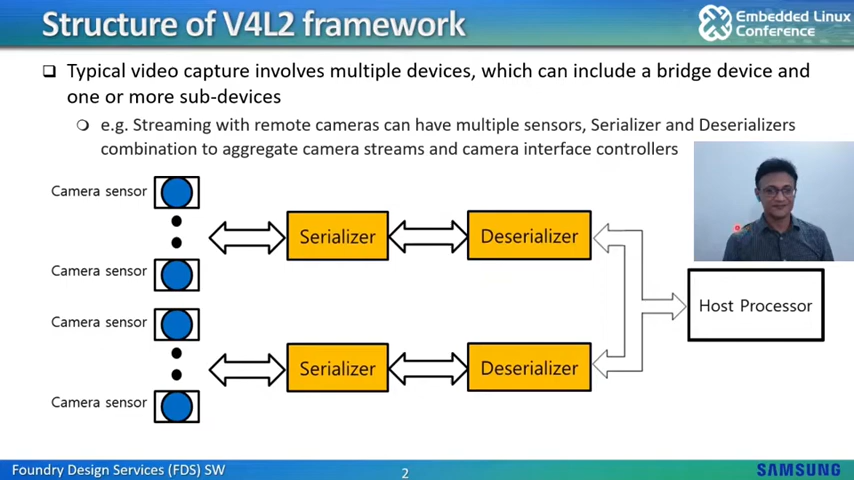 Structure of V4L2 framework
Embedded Linux
Conference
❑ Typical video capture involves multiple devices, which can include a bridge device and
one or more sub-devices
❍ e.g. Streaming with remote cameras can have multiple sensors, Serializer and Deserializers
combination to aggregate camera streams and camera interface controllers
Camera sensor
Serializer
Deserializer
Camera sensor
Host Processor
Camera sensor
Serializer
Deserializer
Camera sensor
Foundry Design Services (FDS) SW
2
SAMSUNG